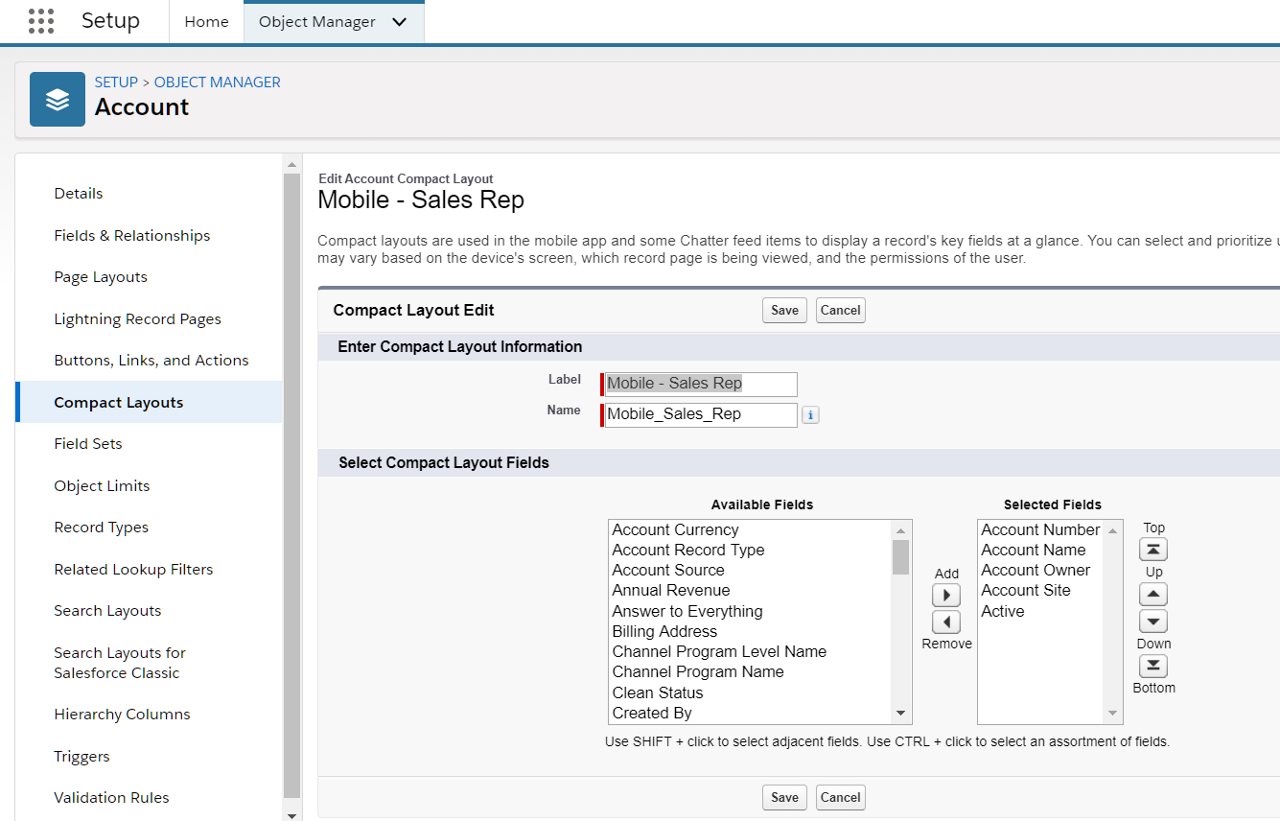 Setup
Home
Object Manager
SETUP > OBJECT MANAGER
Account
Details
Fields & Relationships
Page Layouts
Lightning Record Pages
Buttons, Links, and Actions
Compact Layouts
Field Sets
Object Limits
Record Types
Related Lookup Filters
Search Layouts
Search Layouts for
Salesforce Classic
Hierarchy Columns
Triggers
Validation Rules
Edit Account Compact Layout
Mobile - Sales Rep
Compact layouts are used in the mobile app and some Chatter feed items to display a record's key fields at a glance. You can select and prioritize
may vary based on the device's screen, which record page is being viewed, and the permissions of the user.
Compact Layout Edit
Save
Cancel
Enter Compact Layout Information
Label
Mobile - Sales Rep
Name
Mobile_Sales_Rep
i
Select Compact Layout Fields
Available Fields
Account Currency
Account Record Type
Account Source
Annual Revenue
Answer to Everything
Billing Address
Channel Program Level Name
Channel Program Name
Clean Status
Created By
Add
Remove
Selected Fields
Account Number
Account Name
Account Owner
Account Site
Active
Top
Up
Down
Bottom
Use SHIFT + click to select adjacent fields. Use CTRL + click to select an assortment of fields.
Save
Cancel